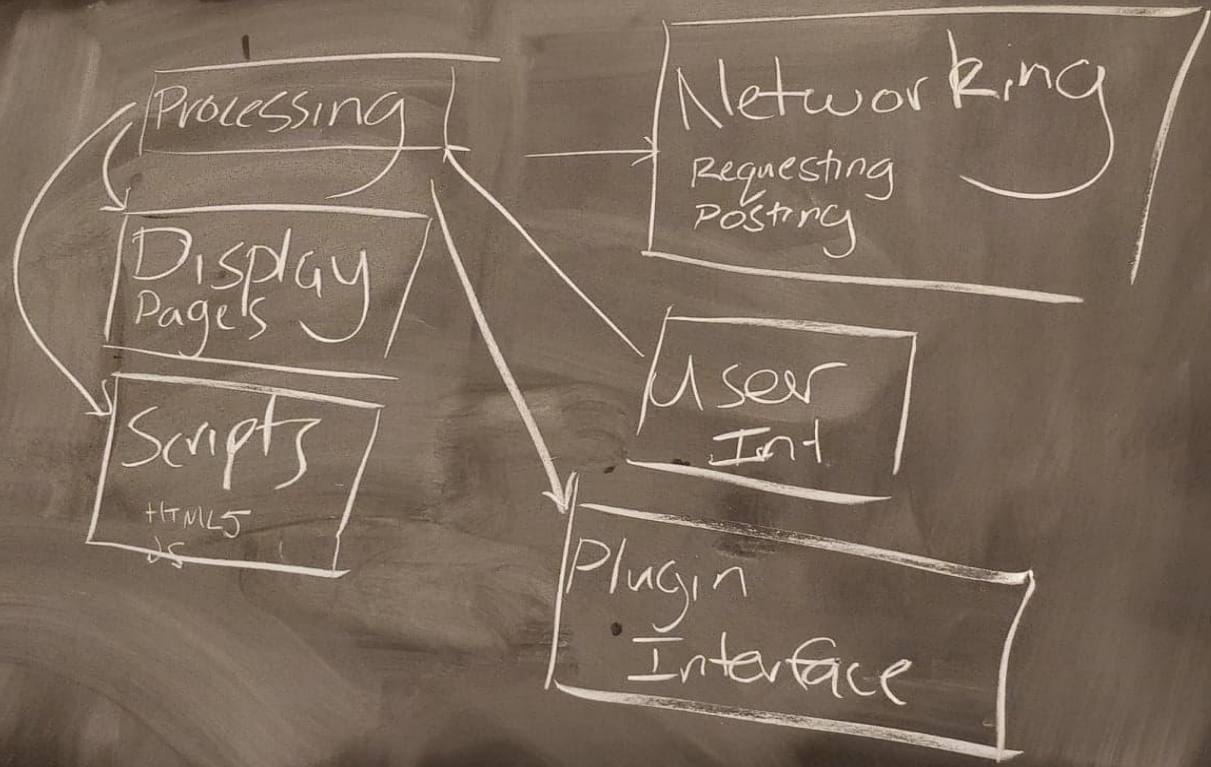 Processing
Display
Pages
Scripts
HTML5
JS
Networking
Requesting
Posting
User
Int
Plugin
Interface